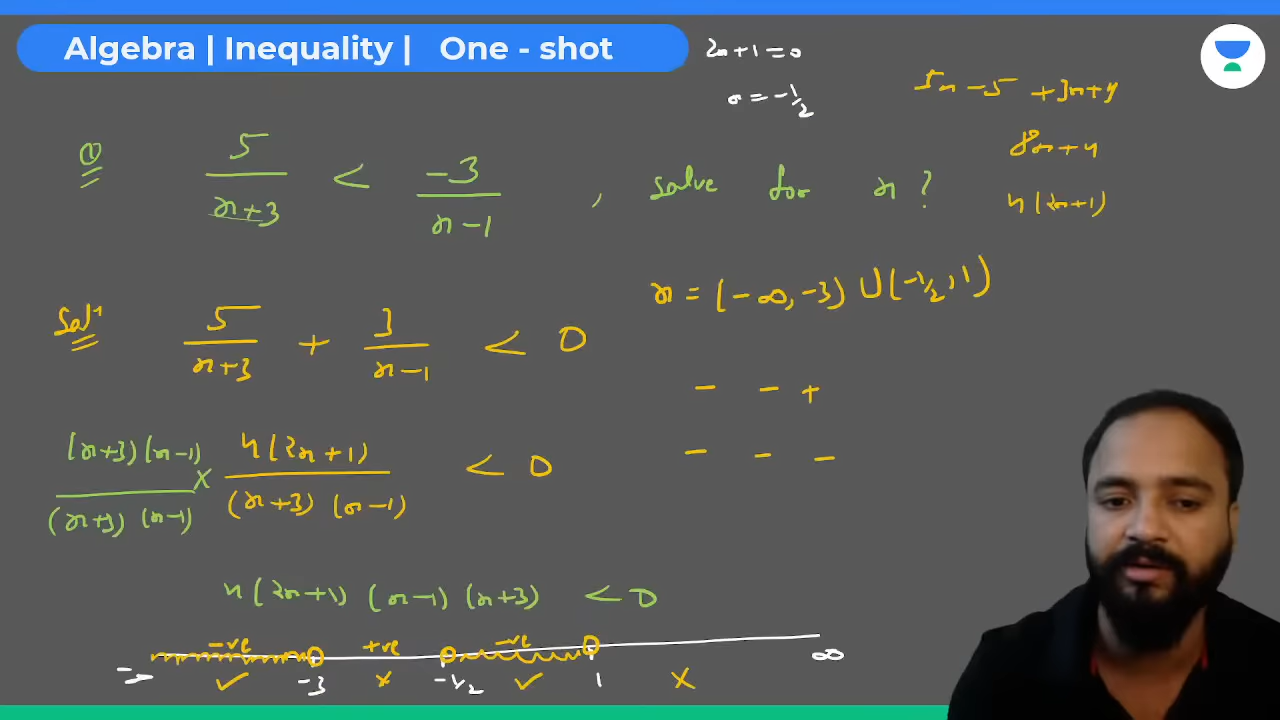 Algebra | Inequality | One - shot
2x+1=0
x = -1/2
5x - 5 + 3x+9
8x + 4
4(2x+1)
① 5/(x+3) < -3/(x-1) , solve for x?
x = (-∞, -3) ∪ (-1/2, 1)
Solⁿ 5/(x+3) + 3/(x-1) < 0
- - +
(x+3)(x-1)/(x+3)(x-1) × 4(2x+1)/(x+3)(x-1) < 0
- - -
4(2x+1) (x-1) (x+3) < 0
-ve +ve -ve
-3 -1/2 1 ∞
✓ × ✓ ×